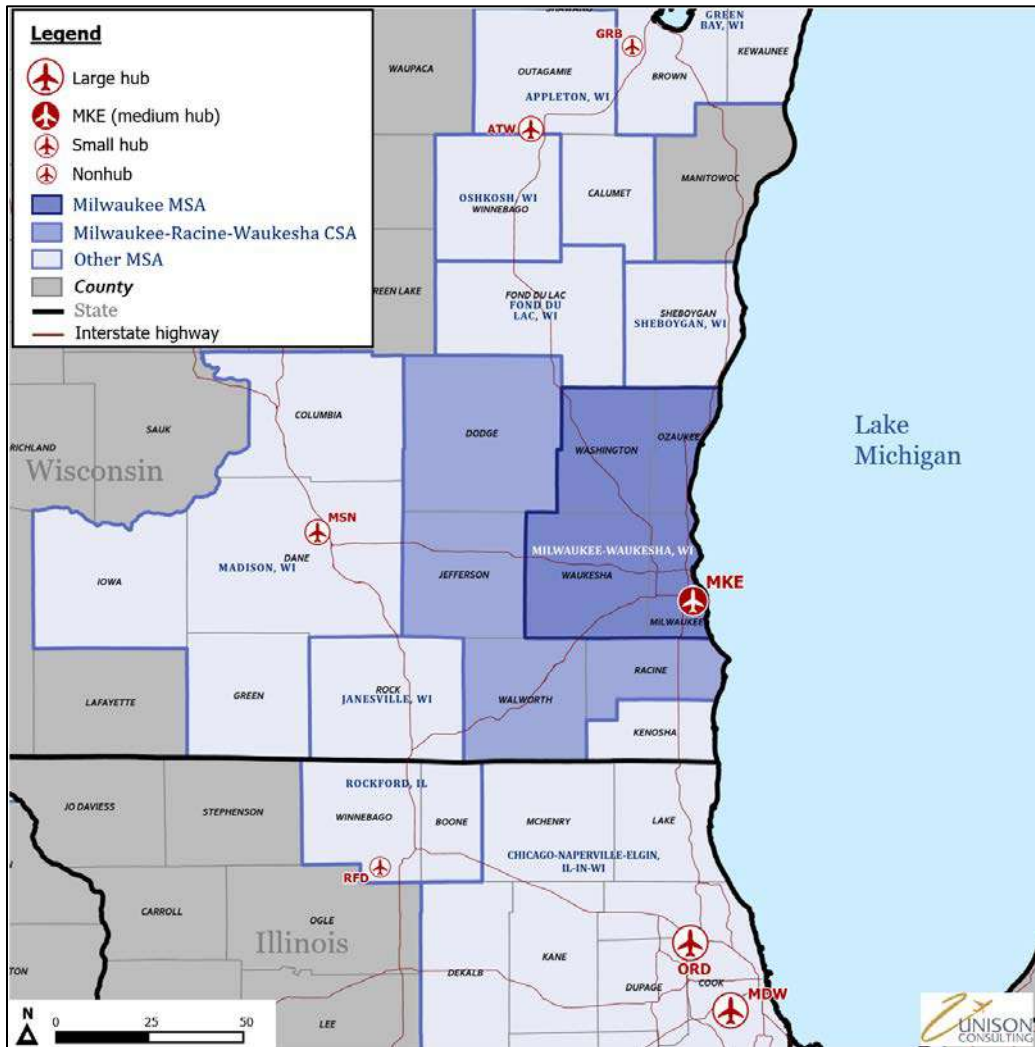 Legend
Large hub
MKE (medium hub)
Small hub
Nonhub
Milwaukee MSA
Milwaukee-Racine-Waukesha CSA
Other MSA
County
State
Interstate highway
SHAWANO
GREEN
BAY, WI
GRB
KEWAUNEE
WAUPACA
OUTAGAMIE
BROWN
APPLETON, WI
ATW
MANITOWOC
OSHKOSH, WI
WINNEBAGO
CALUMET
REEN LAKE
FOND DU LAC
FOND DU
LAC, WI
SHEBOYGAN
SHEBOYGAN, WI
COLUMBIA
DODGE
WASHINGTON
OZAUKEE
RICHLAND
SAUK
Wisconsin
Lake
Michigan
MSN
DANE
MADISON, WI
IOWA
JEFFERSON
MILWAUKEE-WAUKESHA, WI
WAUKESHA
MKE
MILWAUKEE
LAFAYETTE
GREEN
ROCK
JANESVILLE, WI
WALWORTH
RACINE
KENOSHA
JO DAVIESS
STEPHENSON
ROCKFORD, IL
WINNEBAGO
BOONE
MCHENRY
LAKE
CHICAGO-NAPERVILLE-ELGIN,
IL-IN-WI
RFD
CARROLL
OGLE
Illinois
DEKALB
KANE
ORD
DUPAGE
COOK
MDW
TON
LEE
N
0 25 50
UNISON
CONSULTING